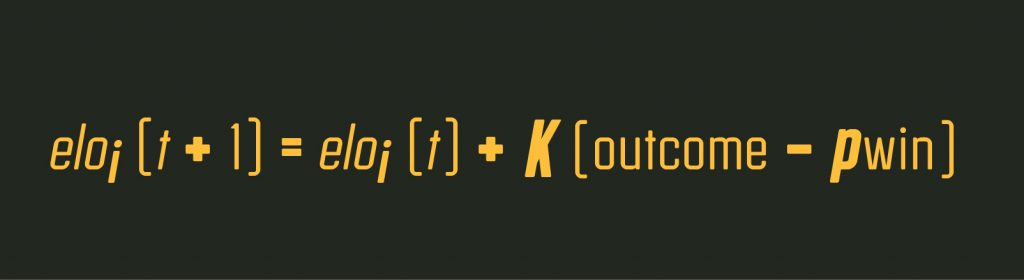 eloi (t + 1) = eloi (t) + K (outcome - pwin)